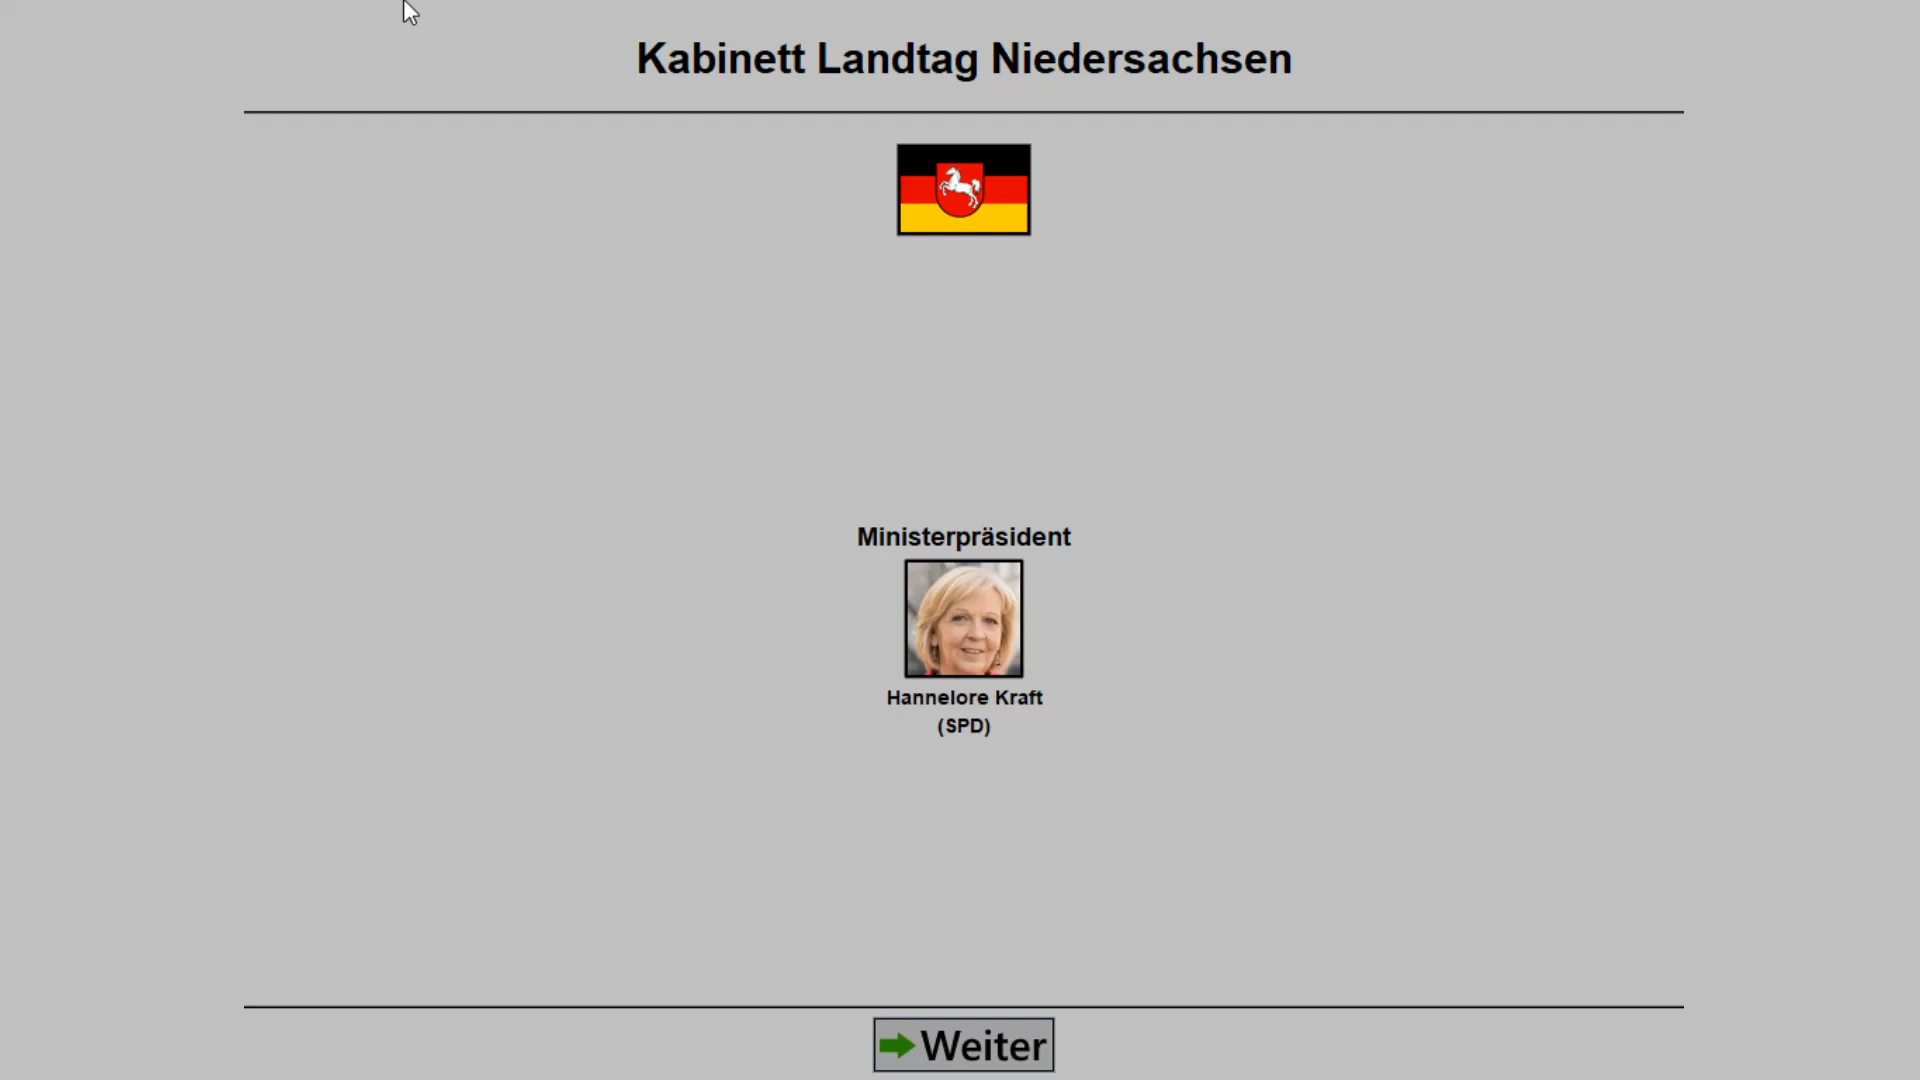 Kabinett Landtag Niedersachsen
Ministerpräsident
Hannelore Kraft
(SPD)
Weiter